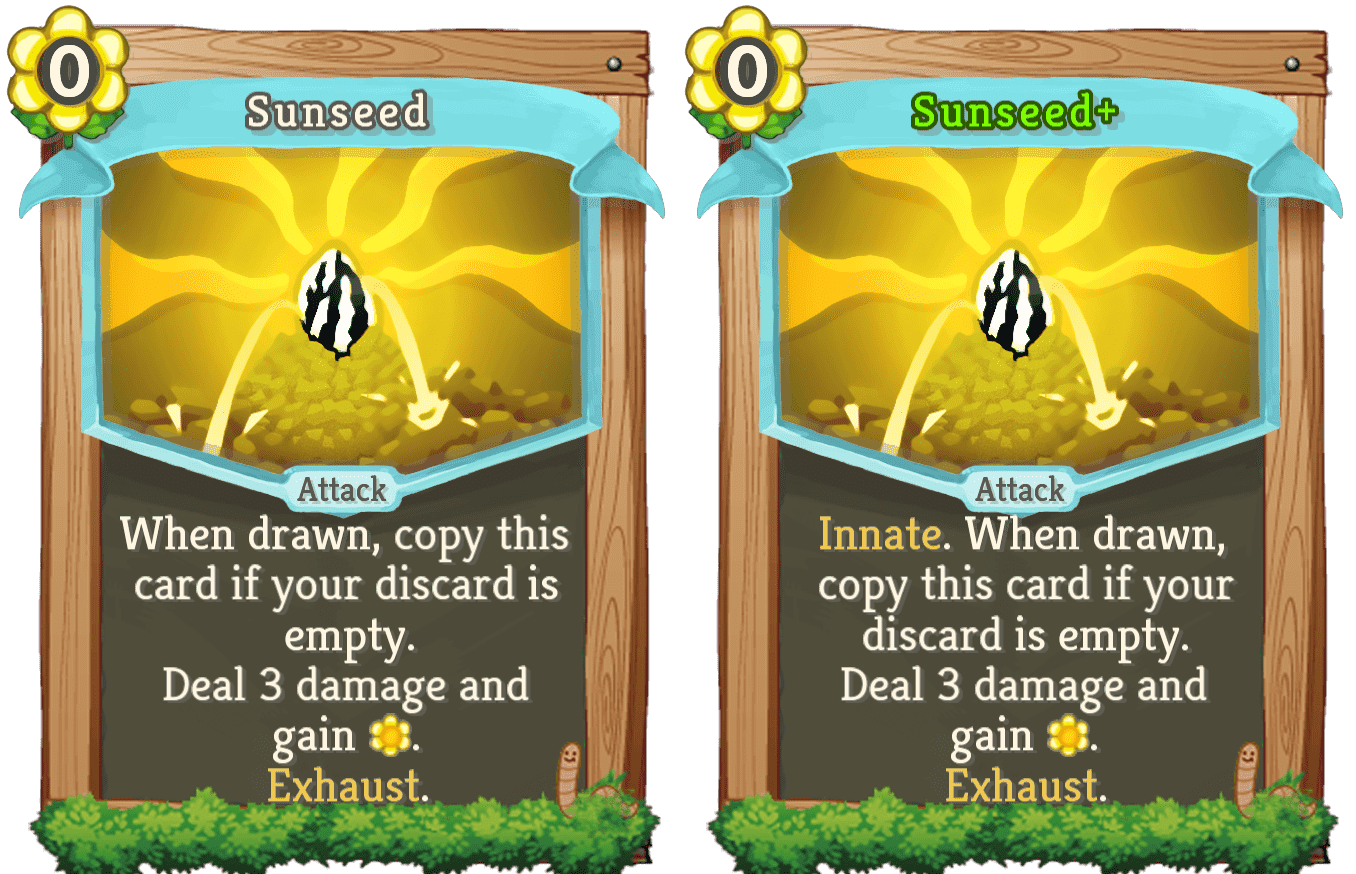 0
Sunseed
Attack
When drawn, copy this
card if your discard is
empty.
Deal 3 damage and
gain .
Exhaust.
0
Sunseed+
Attack
Innate. When drawn,
copy this card if your
discard is empty.
Deal 3 damage and
gain .
Exhaust.